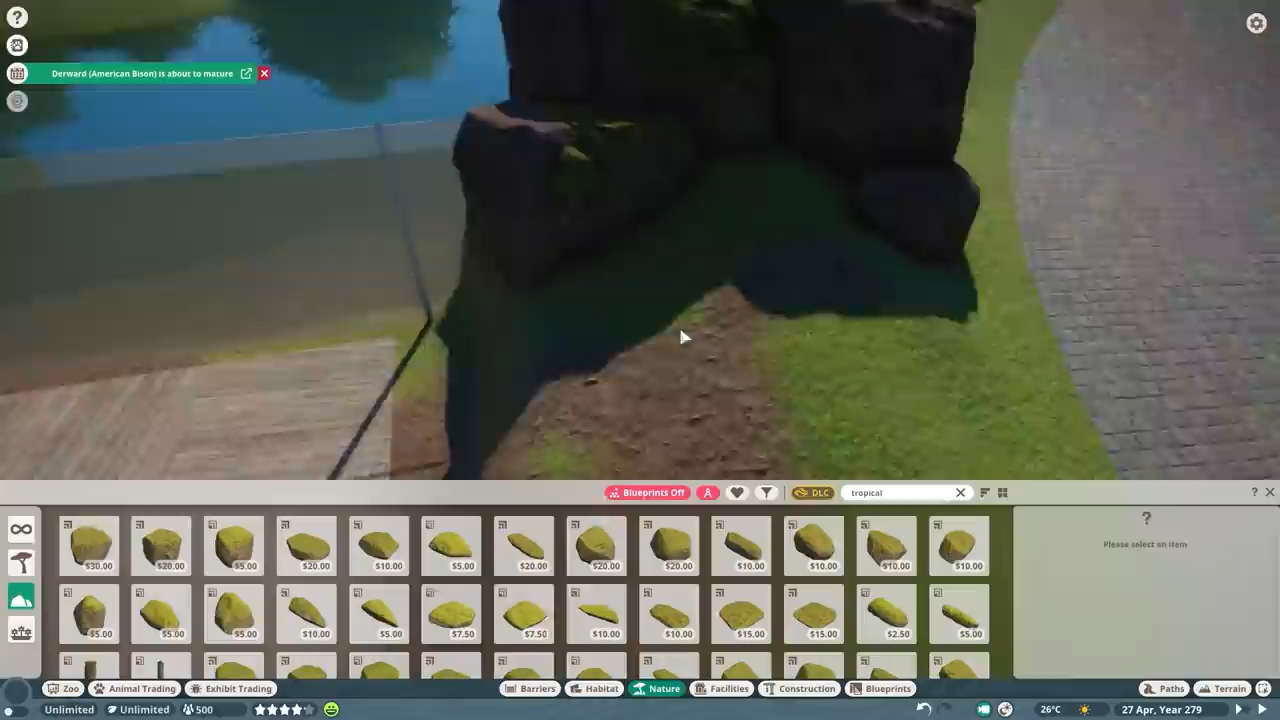 ?
Derward (American Bison) is about to mature
Blueprints Off
DLC
tropical
?
$30.00 $20.00 $5.00 $20.00 $10.00 $5.00 $20.00 $20.00 $20.00 $10.00 $10.00 $10.00 $10.00
?
Please select an item
$5.00 $5.00 $5.00 $10.00 $5.00 $7.50 $7.50 $10.00 $10.00 $15.00 $15.00 $2.50 $5.00
Zoo Animal Trading Exhibit Trading Barriers Habitat Nature Facilities Construction Blueprints Paths Terrain
Unlimited Unlimited 500 26°C 27 Apr, Year 279